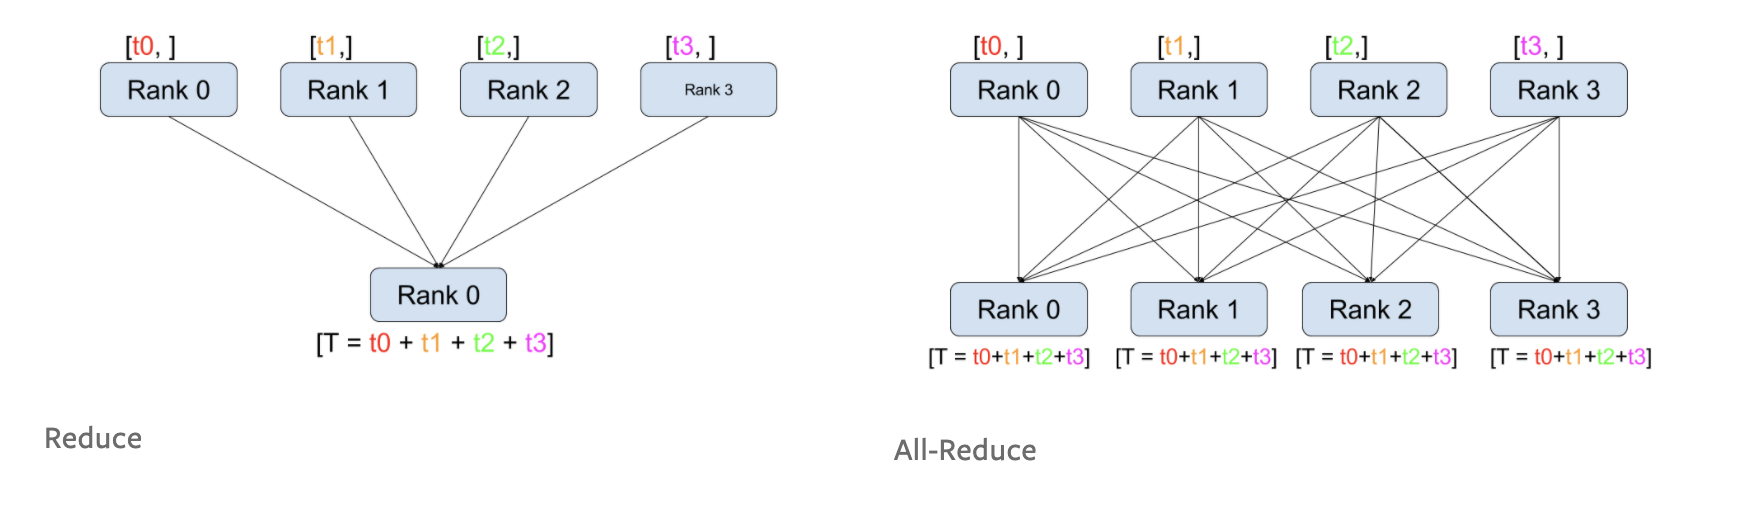 [t0, ] [t1,] [t2,] [t3, ]
Rank 0 Rank 1 Rank 2 Rank 3
Rank 0
[T = t0 + t1 + t2 + t3]
Reduce
[t0, ] [t1,] [t2,] [t3, ]
Rank 0 Rank 1 Rank 2 Rank 3
Rank 0 Rank 1 Rank 2 Rank 3
[T = t0+t1+t2+t3] [T = t0+t1+t2+t3] [T = t0+t1+t2+t3] [T = t0+t1+t2+t3]
All-Reduce